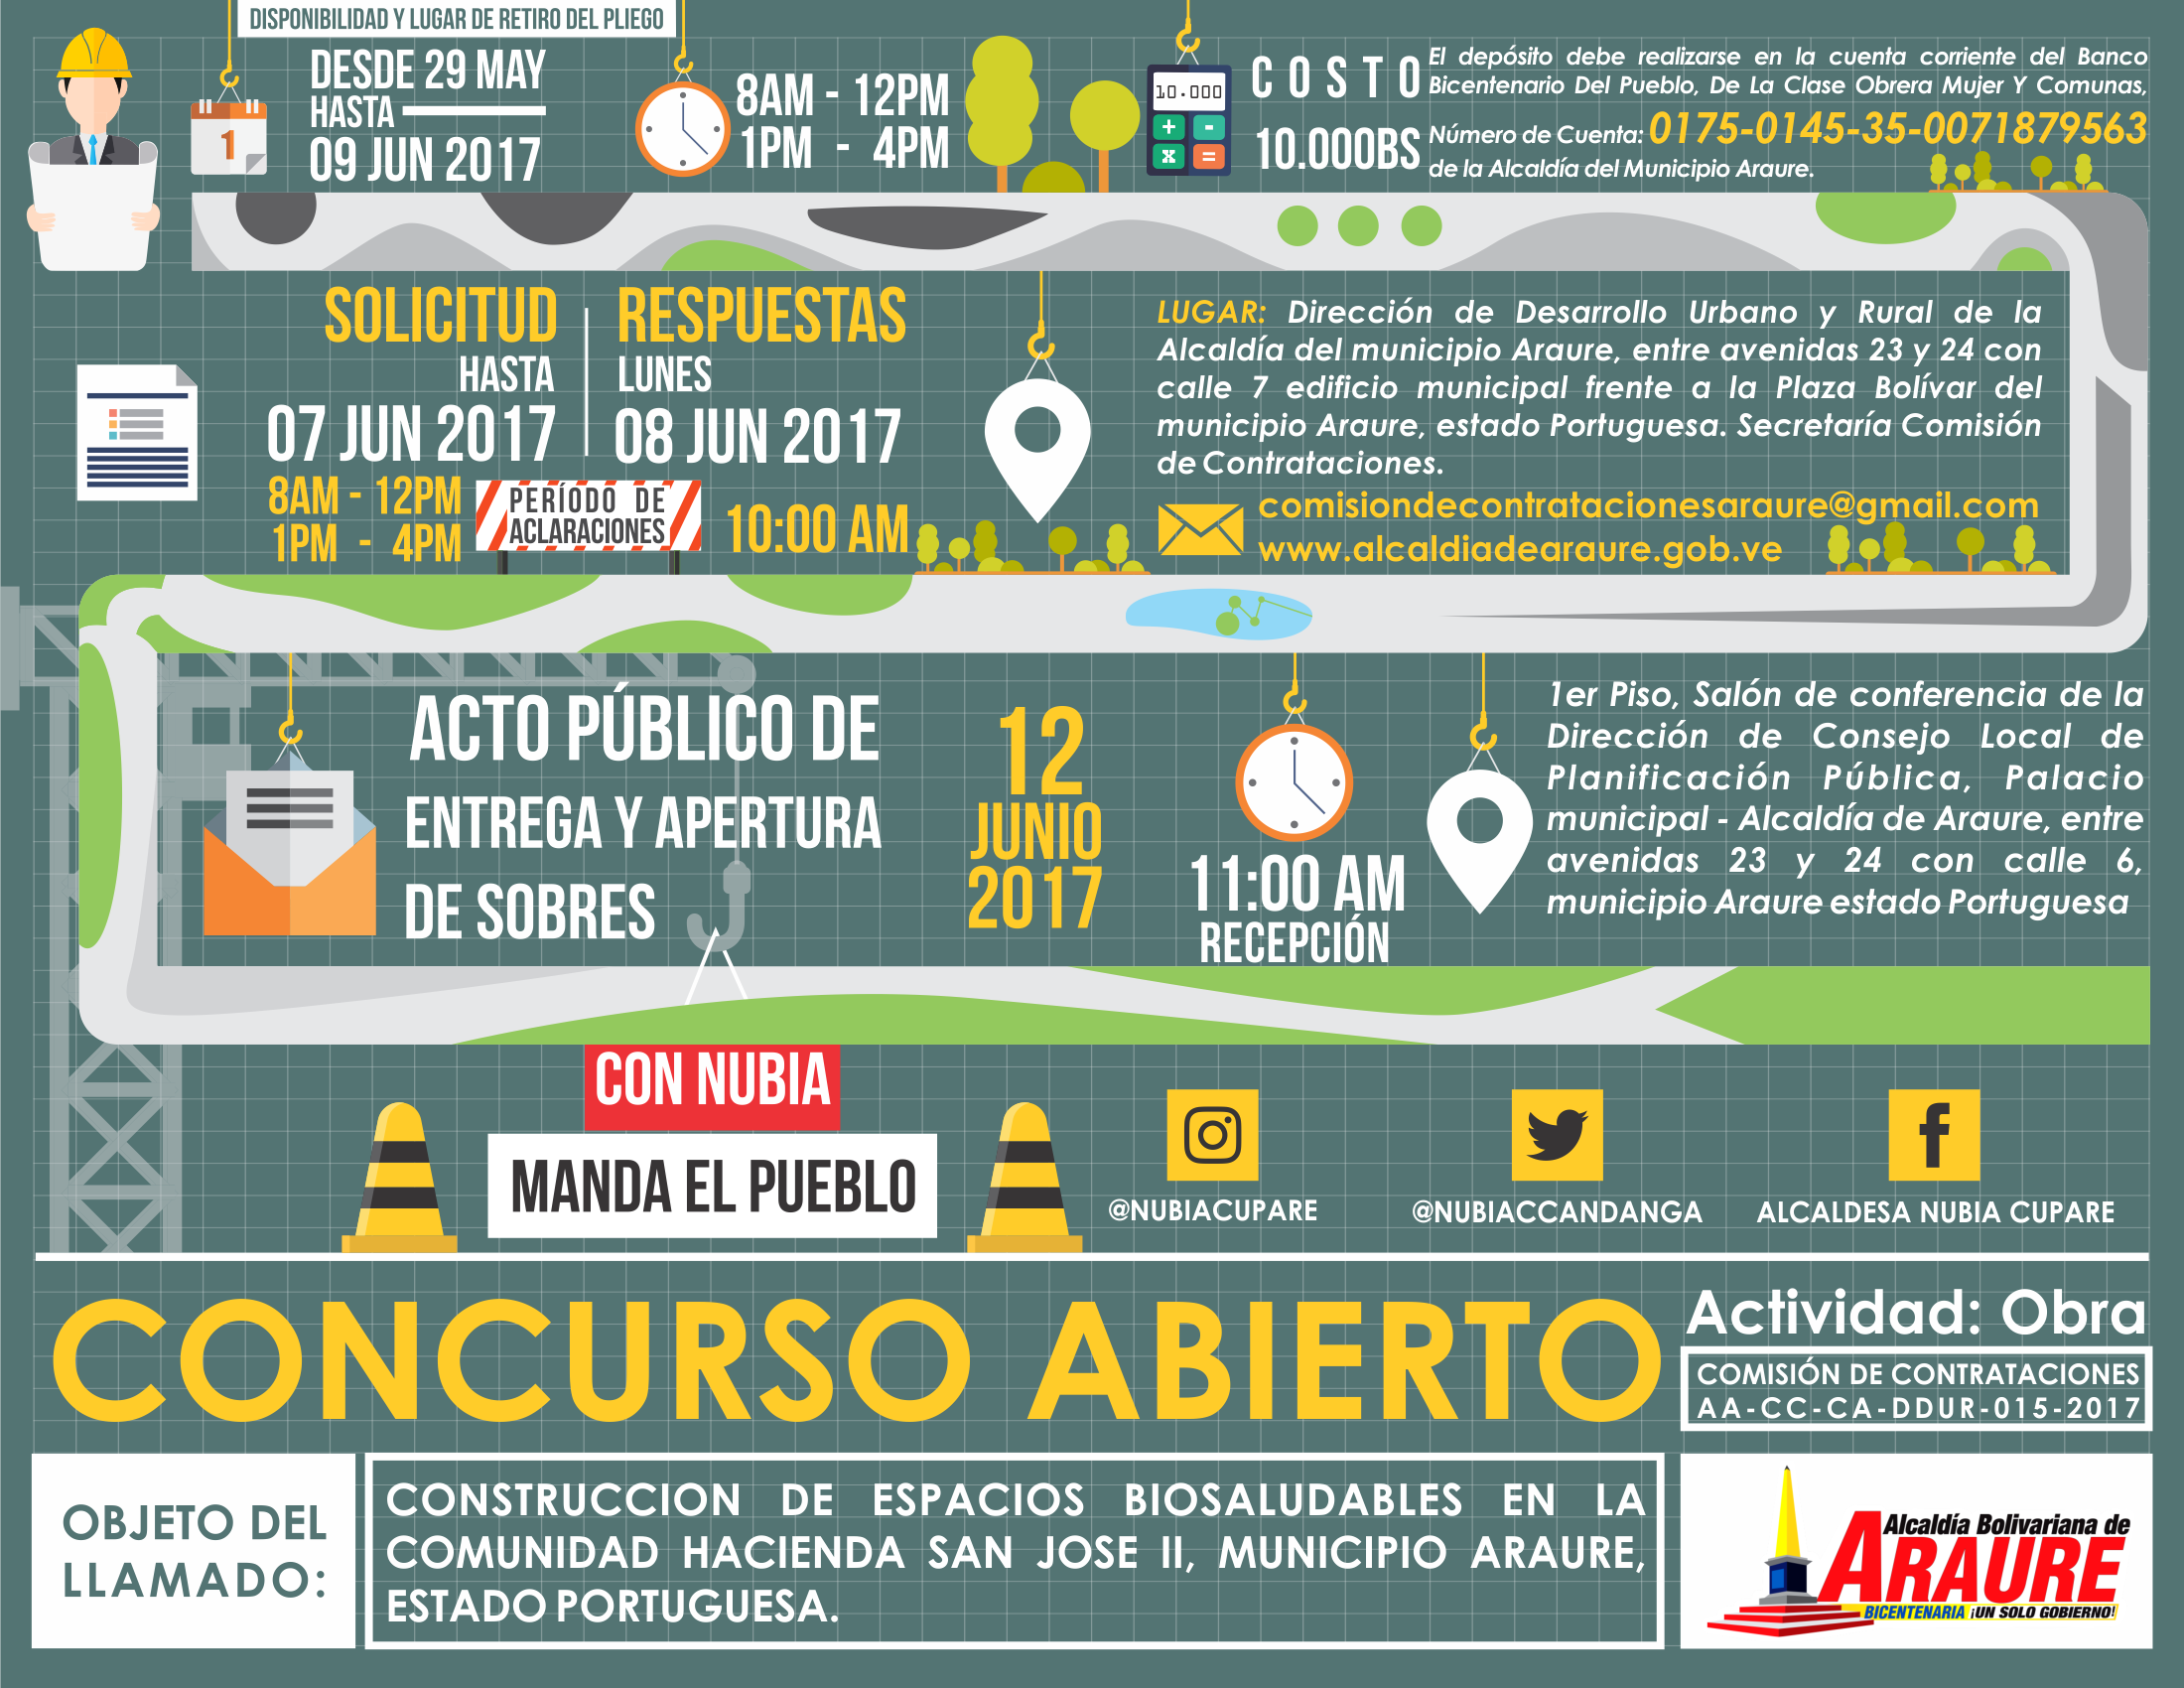 DISPONIBILIDAD Y LUGAR DE RETIRO DEL PLIEGO
DESDE 29 MAY
HASTA
09 JUN 2017
1
8AM - 12PM
1PM - 4PM
10.000
+ -
x =
COSTO
10.000BS
El depósito debe realizarse en la cuenta corriente del Banco
Bicentenario Del Pueblo, De La Clase Obrera Mujer Y Comunas,
Número de Cuenta: 0175-0145-35-0071879563
de la Alcaldía del Municipio Araure.
SOLICITUD
HASTA
07 JUN 2017
8AM - 12PM
1PM - 4PM
RESPUESTAS
LUNES
08 JUN 2017
PERÍODO DE
ACLARACIONES
10:00 AM
LUGAR: Dirección de Desarrollo Urbano y Rural de la
Alcaldía del municipio Araure, entre avenidas 23 y 24 con
calle 7 edificio municipal frente a la Plaza Bolívar del
municipio Araure, estado Portuguesa. Secretaría Comisión
de Contrataciones.
comisiondecontratacionesaraure@gmail.com
www.alcaldiadearaure.gob.ve
ACTO PÚBLICO DE
ENTREGA Y APERTURA
DE SOBRES
12
JUNIO
2017
11:00 AM
RECEPCIÓN
1er Piso, Salón de conferencia de la
Dirección de Consejo Local de
Planificación Pública, Palacio
municipal - Alcaldía de Araure, entre
avenidas 23 y 24 con calle 6,
municipio Araure estado Portuguesa
CON NUBIA
MANDA EL PUEBLO
@NUBIACUPARE
@NUBIACCANDANGA
ALCALDESA NUBIA CUPARE
CONCURSO ABIERTO
Actividad: Obra
COMISIÓN DE CONTRATACIONES
AA-CC-CA-DDUR-015-2017
OBJETO DEL
LLAMADO:
CONSTRUCCION DE ESPACIOS BIOSALUDABLES EN LA
COMUNIDAD HACIENDA SAN JOSE II, MUNICIPIO ARAURE,
ESTADO PORTUGUESA.
Alcaldía Bolivariana de
ARAURE
BICENTENARIA ¡UN SOLO GOBIERNO!